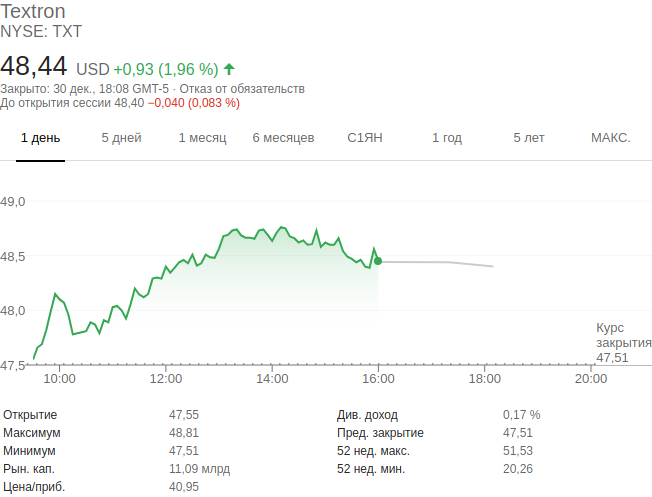 Textron
NYSE: TXT
48,44 USD +0,93 (1,96 %)
Закрыто: 30 дек., 18:08 GMT-5 · Отказ от обязательств
До открытия сессии 48,40 −0,040 (0,083 %)
1 день 5 дней 1 месяц 6 месяцев С1ЯН 1 год 5 лет МАКС.
49,0
48,5
48,0
Курс
закрытия
47,51
47,5
10:00 12:00 14:00 16:00 18:00 20:00
Открытие 47,55 Див. доход 0,17 %
Максимум 48,81 Пред. закрытие 47,51
Минимум 47,51 52 нед. макс. 51,53
Рын. кап. 11,09 млрд 52 нед. мин. 20,26
Цена/приб. 40,95